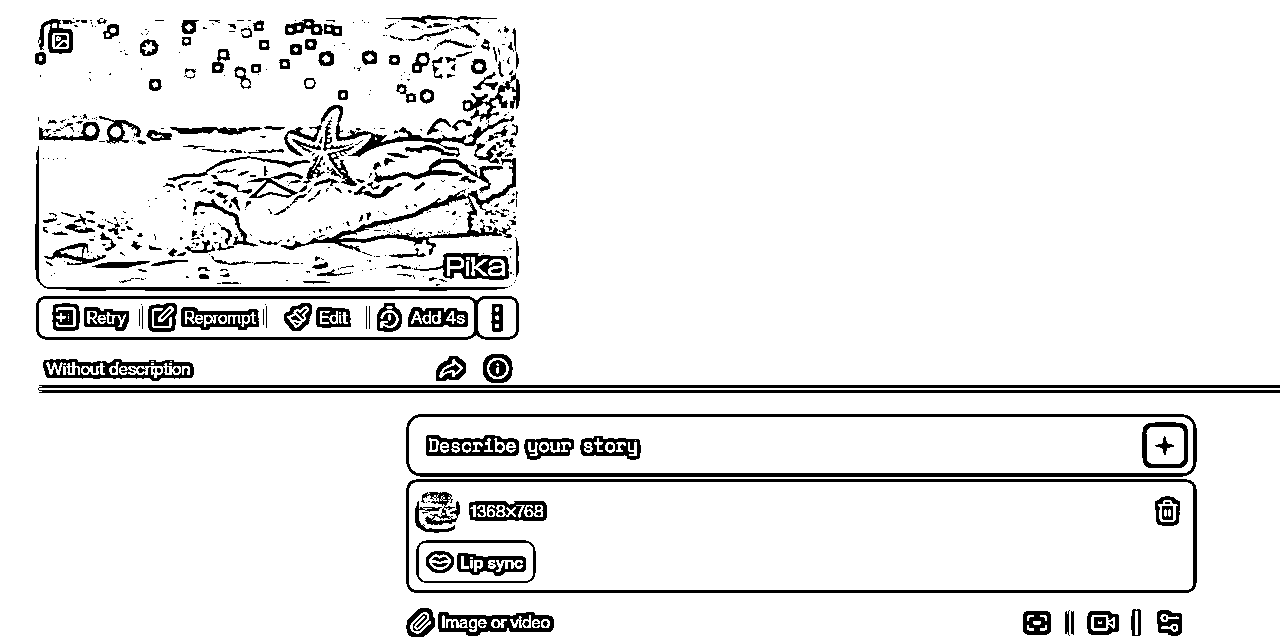 Pika
Retry Reprompt Edit Add 4s
Without description
Describe your story
1368x768
Lip sync
Image or video